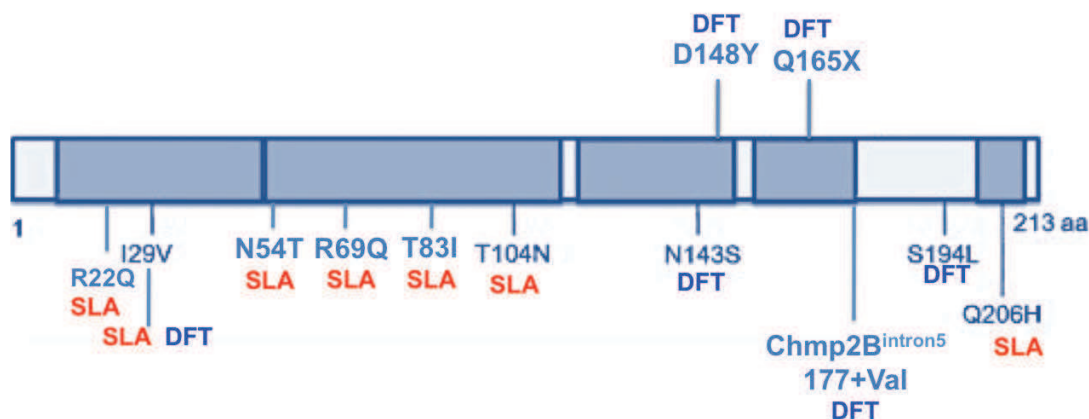 DFT
D148Y
DFT
Q165X
1
213 aa
R22Q
SLA
I29V
SLA DFT
N54T
SLA
R69Q
SLA
T83I
SLA
T104N
SLA
N143S
DFT
Chmp2Bintron5
177+Val
DFT
S194L
DFT
Q206H
SLA